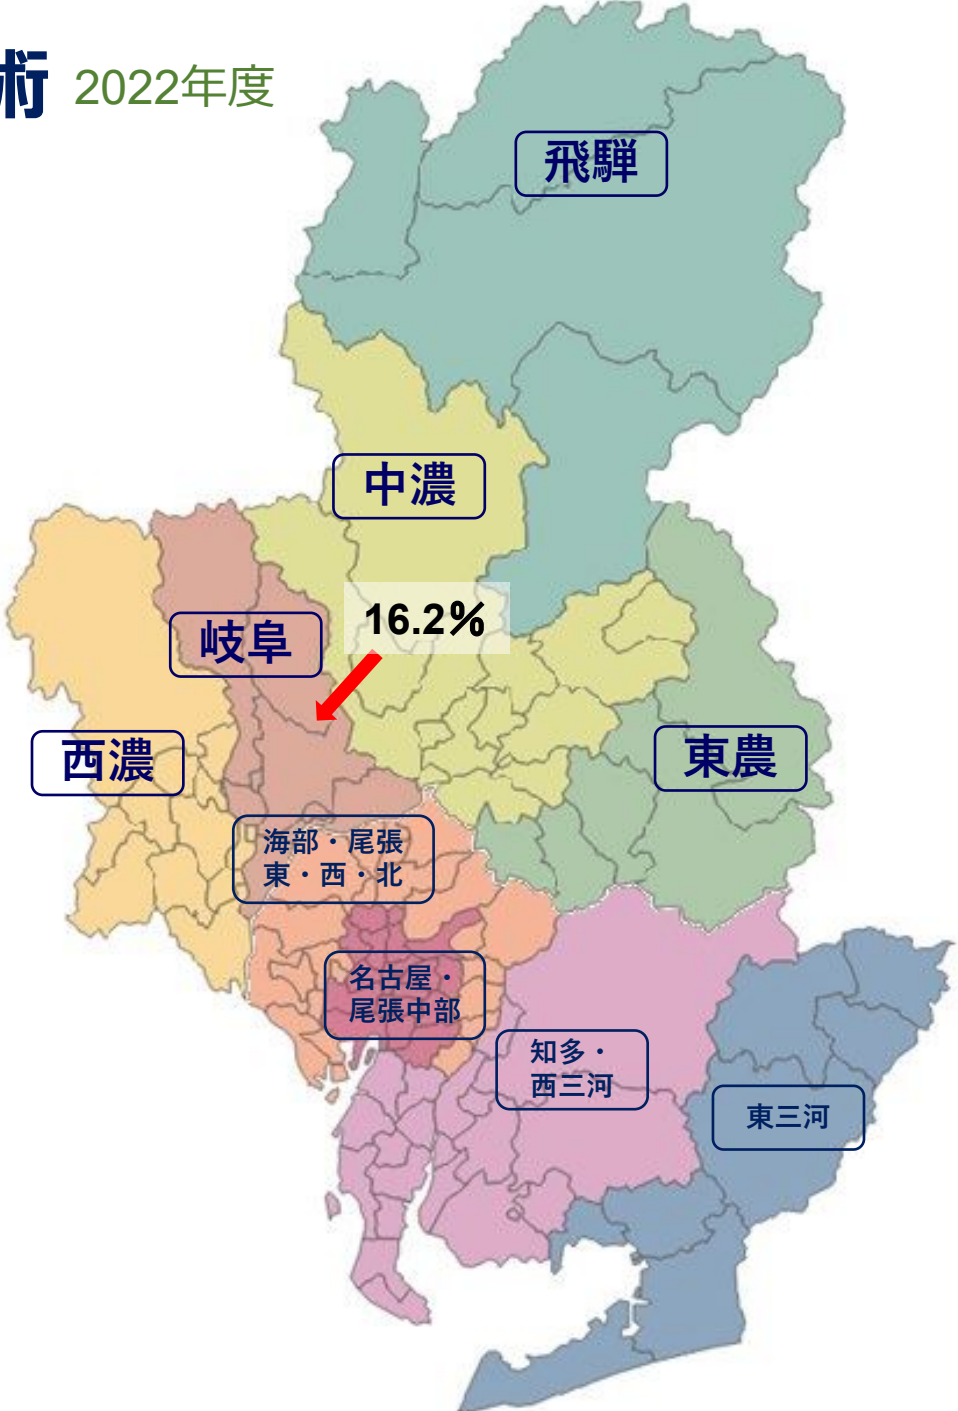 術 2022年度
飛騨
中濃
16.2%
岐阜
西濃
東農
海部・尾張
東・西・北
名古屋・
尾張中部
知多・
西三河
東三河